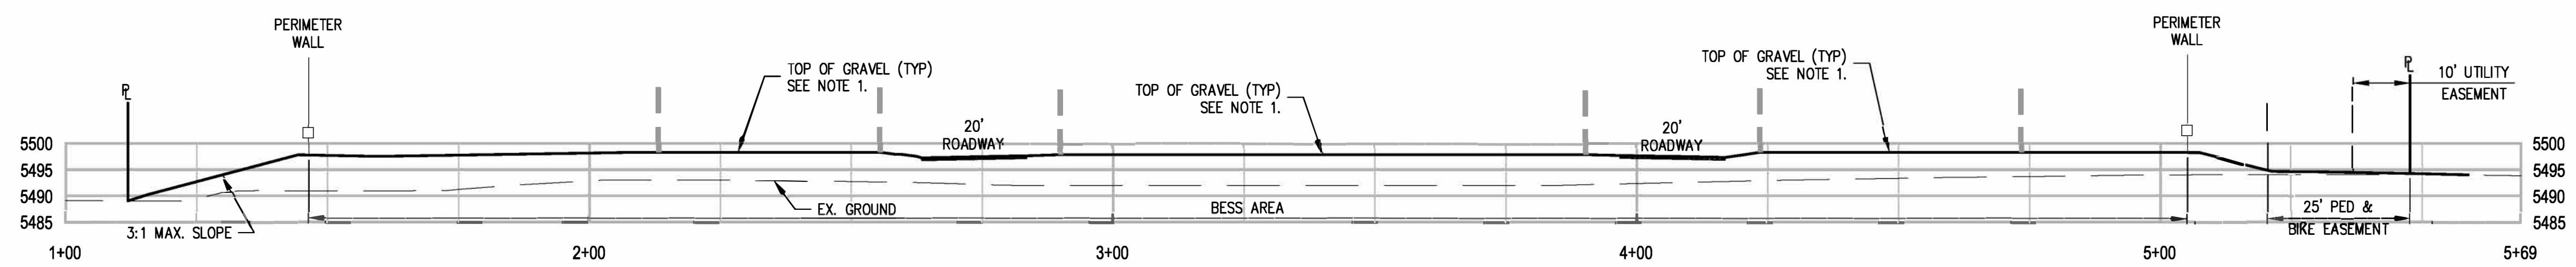 PERIMETER
WALL
PERIMETER
WALL
TOP OF GRAVEL (TYP)
SEE NOTE 1.
TOP OF GRAVEL (TYP)
SEE NOTE 1.
TOP OF GRAVEL (TYP)
SEE NOTE 1.
PL
PL
10' UTILITY
EASEMENT
20'
ROADWAY
20'
ROADWAY
5500
5495
5490
5485
5500
5495
5490
5485
EX. GROUND
BESS AREA
3:1 MAX. SLOPE
25' PED &
BIKE EASEMENT
1+00
2+00
3+00
4+00
5+00
5+69